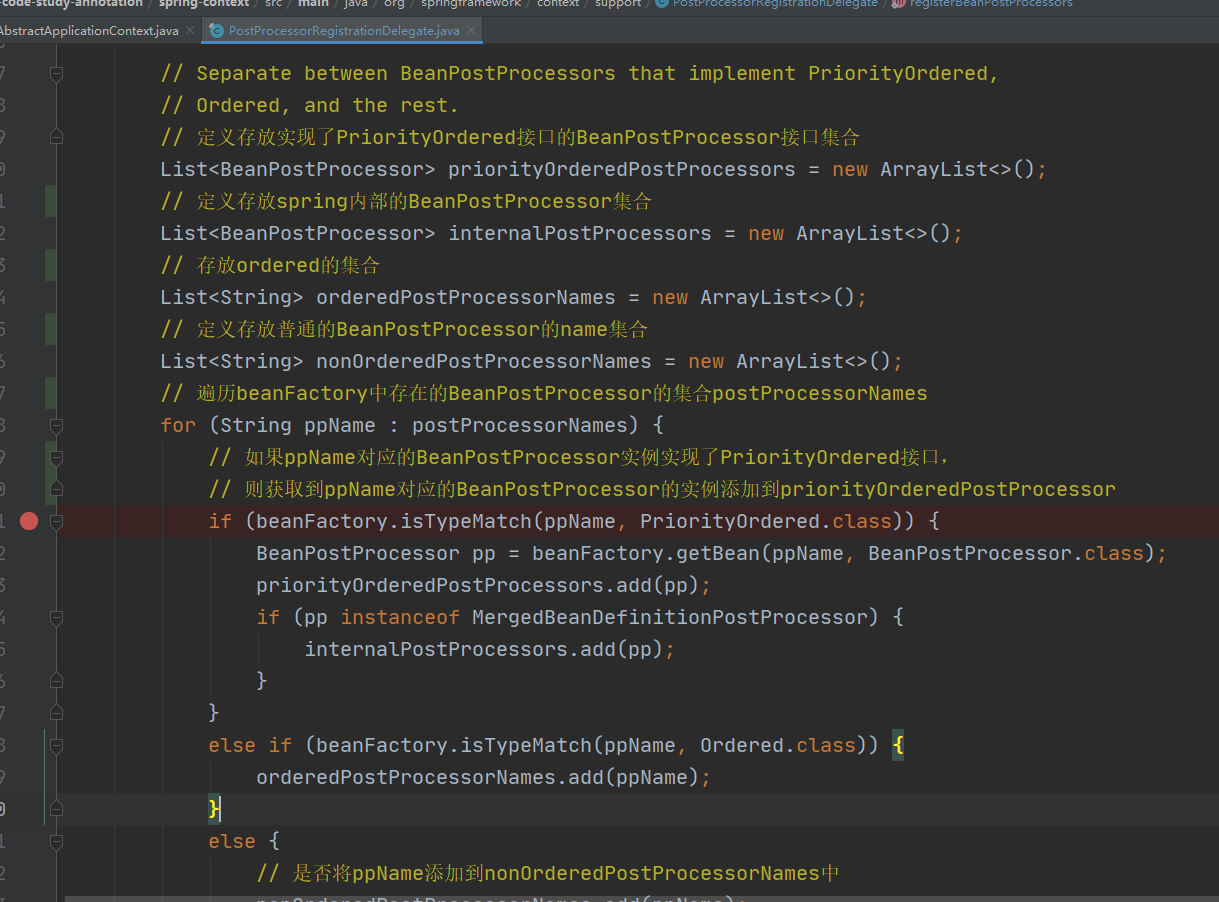 -code-study-annotation / spring-context / src / main / java / org / springframework / context / support / PostProcessorRegistrationDelegate / registerBeanPostProcessors
AbstractApplicationContext.java × PostProcessorRegistrationDelegate.java ×
// Separate between BeanPostProcessors that implement PriorityOrdered,
// Ordered, and the rest.
// 定义存放实现了PriorityOrdered接口的BeanPostProcessor接口集合
List<BeanPostProcessor> priorityOrderedPostProcessors = new ArrayList<>();
// 定义存放spring内部的BeanPostProcessor集合
List<BeanPostProcessor> internalPostProcessors = new ArrayList<>();
// 存放ordered的集合
List<String> orderedPostProcessorNames = new ArrayList<>();
// 定义存放普通的BeanPostProcessor的name集合
List<String> nonOrderedPostProcessorNames = new ArrayList<>();
// 遍历beanFactory中存在的BeanPostProcessor的集合postProcessorNames
for (String ppName : postProcessorNames) {
// 如果ppName对应的BeanPostProcessor实例实现了PriorityOrdered接口，
// 则获取到ppName对应的BeanPostProcessor的实例添加到priorityOrderedPostProcessor
if (beanFactory.isTypeMatch(ppName, PriorityOrdered.class)) {
BeanPostProcessor pp = beanFactory.getBean(ppName, BeanPostProcessor.class);
priorityOrderedPostProcessors.add(pp);
if (pp instanceof MergedBeanDefinitionPostProcessor) {
internalPostProcessors.add(pp);
}
}
else if (beanFactory.isTypeMatch(ppName, Ordered.class)) {
orderedPostProcessorNames.add(ppName);
}
else {
// 是否将ppName添加到nonOrderedPostProcessorNames中